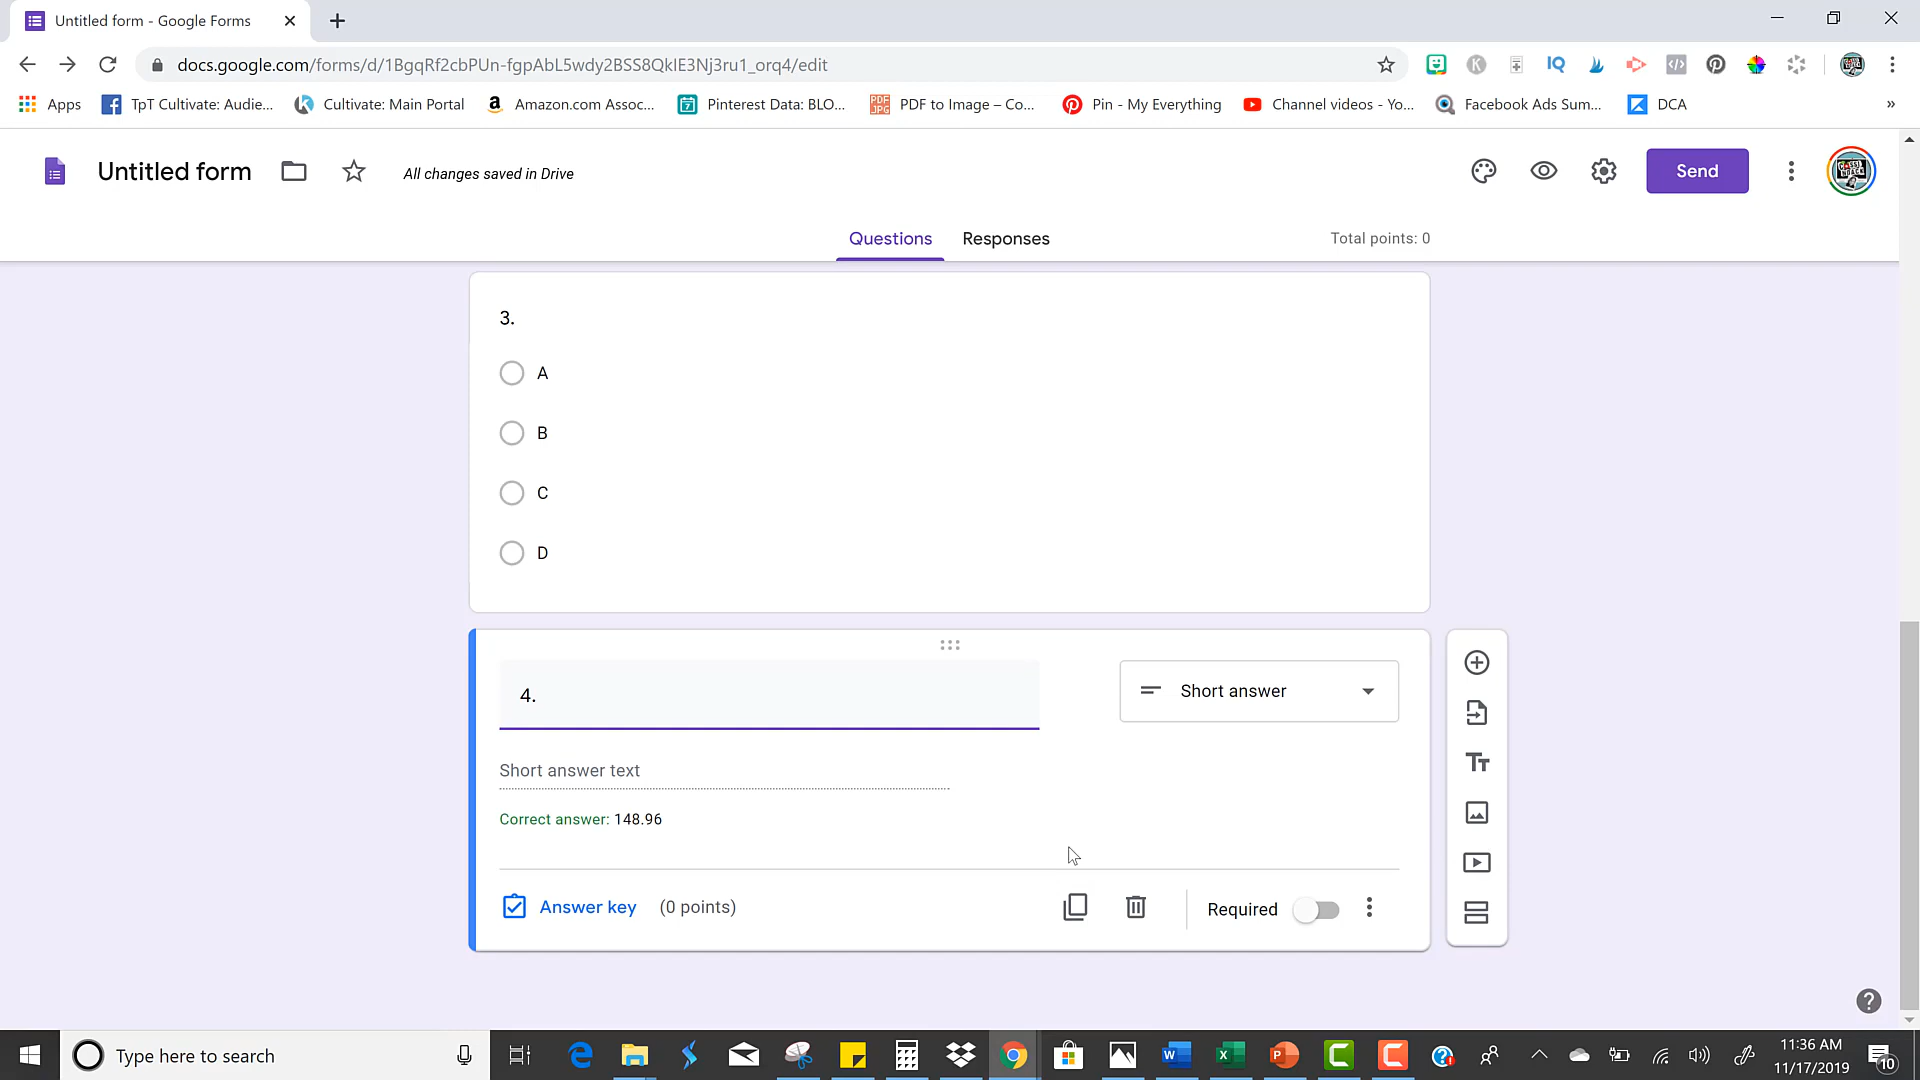 Untitled form - Google Forms
docs.google.com/forms/d/1BgqRf2cbPUn-fgpAbL5wdy2BSS8QkIE3Nj3ru1_orq4/edit
IQ
Apps
TpT Cultivate: Audie...
Cultivate: Main Portal
Amazon.com Assoc...
Pinterest Data: BLO...
PDF to Image – Co...
Pin - My Everything
Channel videos - Yo...
Facebook Ads Sum...
DCA
Untitled form
All changes saved in Drive
Send
Questions
Responses
Total points: 0
3.
A
B
C
D
4.
Short answer
Short answer text
Correct answer: 148.96
Answer key
(0 points)
Required
Type here to search
11:36 AM
11/17/2019
10